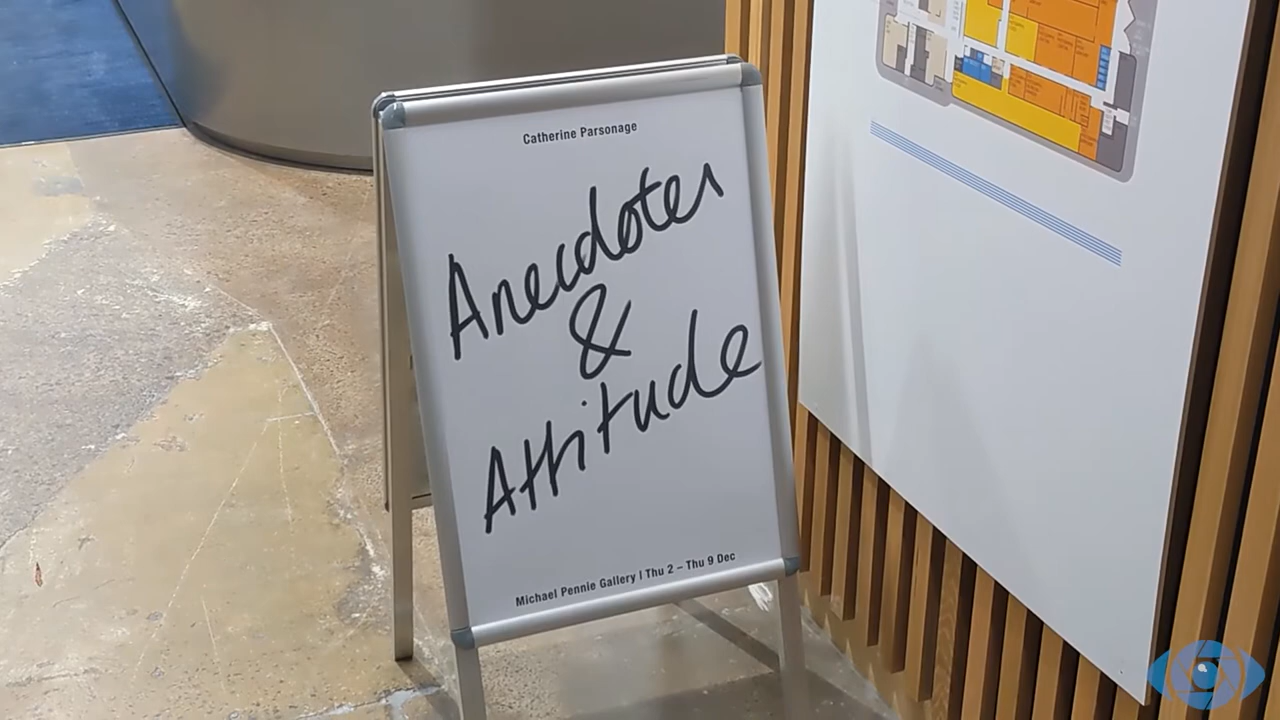 Catherine Parsonage
Anecdotes
&
Attitude
Michael Pennie Gallery | Thu 2 – Thu 9 Dec